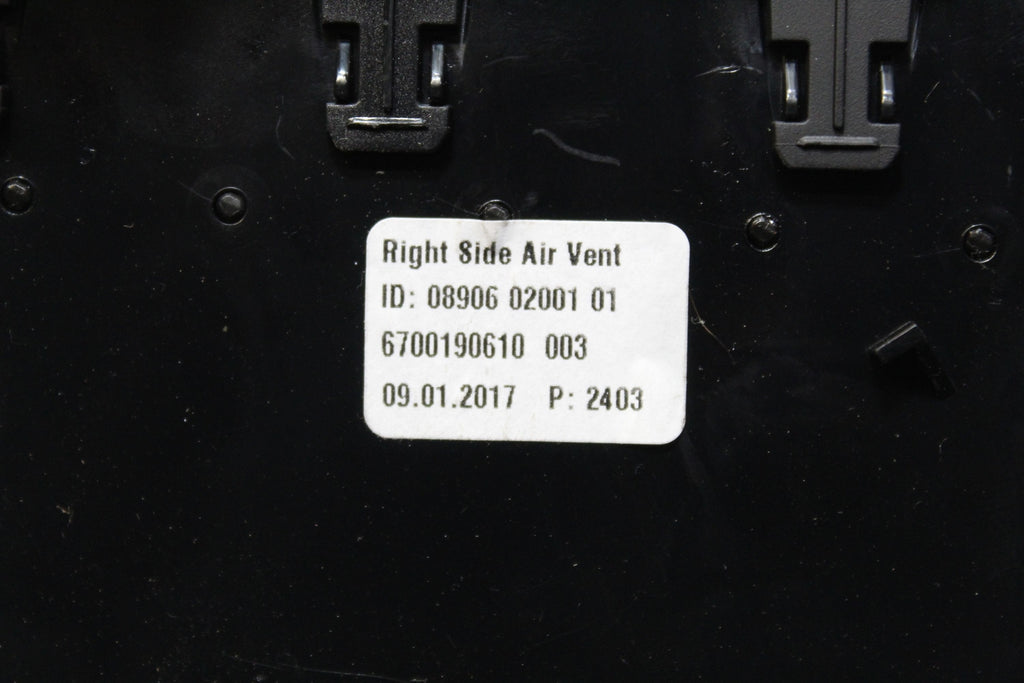 Right Side Air Vent
ID: 08906 02001 01
6700190610 003
09.01.2017 P: 2403